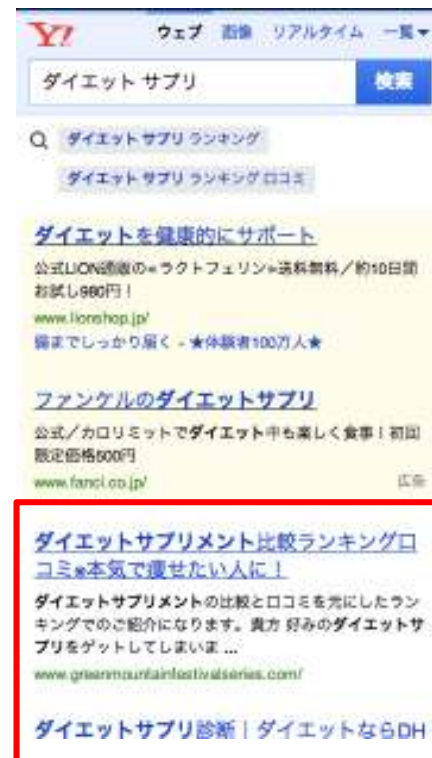 Y!
ウェブ 画像 リアルタイム 一覧▼
ダイエット サプリ 検索
ダイエット サプリ ランキング
ダイエット サプリ ランキング 口コミ
ダイエットを健康的にサポート
公式LION通販の«ラクトフェリン»送料無料／約10日間
お試し980円！
www.lionshop.jp/
腸までしっかり届く - ★体験者100万人★
ファンケルのダイエットサプリ
公式／カロリミットでダイエット中も楽しく食事！初回
限定価格500円
www.fancl.co.jp/ 広告
ダイエットサプリメント比較ランキング口
コミ※本気で痩せたい人に！
ダイエットサプリメントの比較と口コミを元にしたラン
キングでのご紹介になります。貴方 好みのダイエットサ
プリをゲットしてしまいま ...
www.greenmountainfestivalseries.com/
ダイエットサプリ診断｜ダイエットならDH